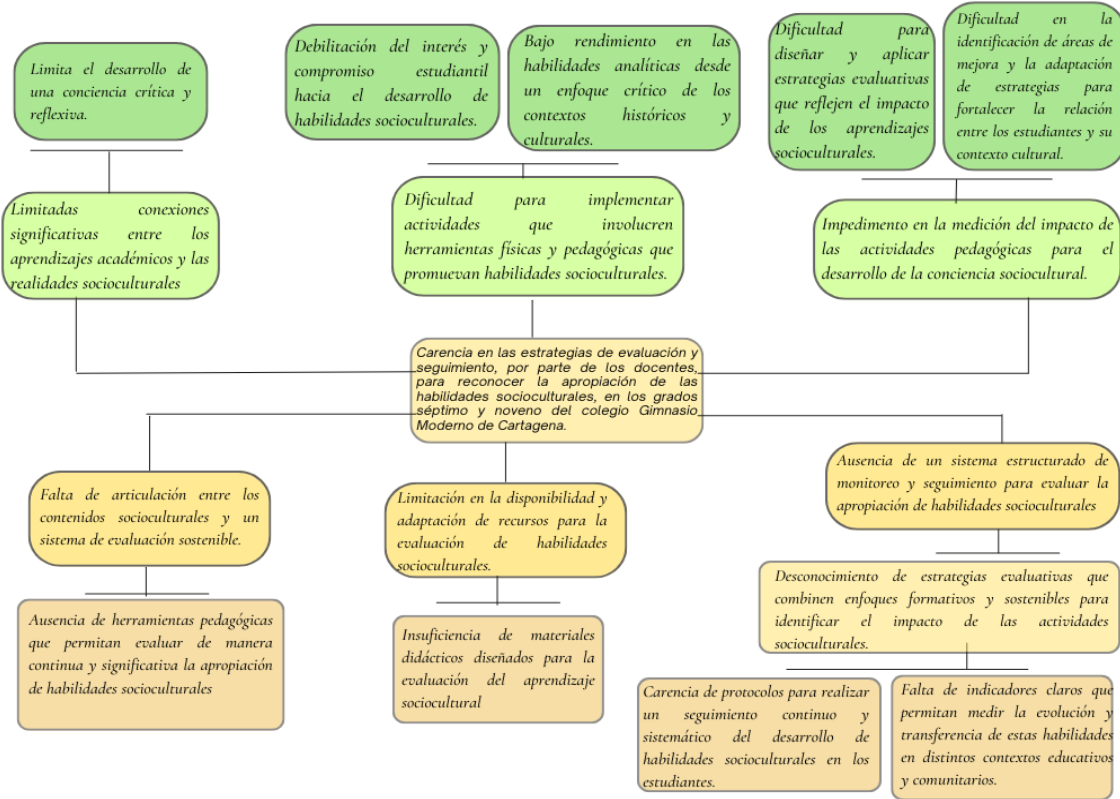 Limita el desarrollo de
una conciencia crítica y
reflexiva.
Debilitación del interés y
compromiso estudiantil
hacia el desarrollo de
habilidades socioculturales.
Bajo rendimiento en las
habilidades analíticas desde
un enfoque crítico de los
contextos históricos y
culturales.
Dificultad para
diseñar y aplicar
estrategias evaluativas
que reflejen el impacto
de los aprendizajes
socioculturales.
Dificultad en la
identificación de áreas de
mejora y la adaptación
de estrategias para
fortalecer la relación
entre los estudiantes y su
contexto cultural.
Limitadas conexiones
significativas entre los
aprendizajes académicos y las
realidades socioculturales
Dificultad para implementar
actividades que involucren
herramientas físicas y pedagógicas que
promuevan habilidades socioculturales.
Impedimento en la medición del impacto de
las actividades pedagógicas para el
desarrollo de la conciencia sociocultural.
Carencia en las estrategias de evaluación y
seguimiento, por parte de los docentes,
para reconocer la apropiación de las
habilidades socioculturales, en los grados
séptimo y noveno del colegio Gimnasio
Moderno de Cartagena.
Falta de articulación entre los
contenidos socioculturales y un
sistema de evaluación sostenible.
Limitación en la disponibilidad y
adaptación de recursos para la
evaluación de habilidades
socioculturales.
Ausencia de un sistema estructurado de
monitoreo y seguimiento para evaluar la
apropiación de habilidades socioculturales
Ausencia de herramientas pedagógicas
que permitan evaluar de manera
continua y significativa la apropiación
de habilidades socioculturales
Insuficiencia de materiales
didácticos diseñados para la
evaluación del aprendizaje
sociocultural
Desconocimiento de estrategias evaluativas que
combinen enfoques formativos y sostenibles para
identificar el impacto de las actividades
socioculturales.
Carencia de protocolos para realizar
un seguimiento continuo y
sistemático del desarrollo de
habilidades socioculturales en los
estudiantes.
Falta de indicadores claros que
permitan medir la evolución y
transferencia de estas habilidades
en distintos contextos educativos
y comunitarios.